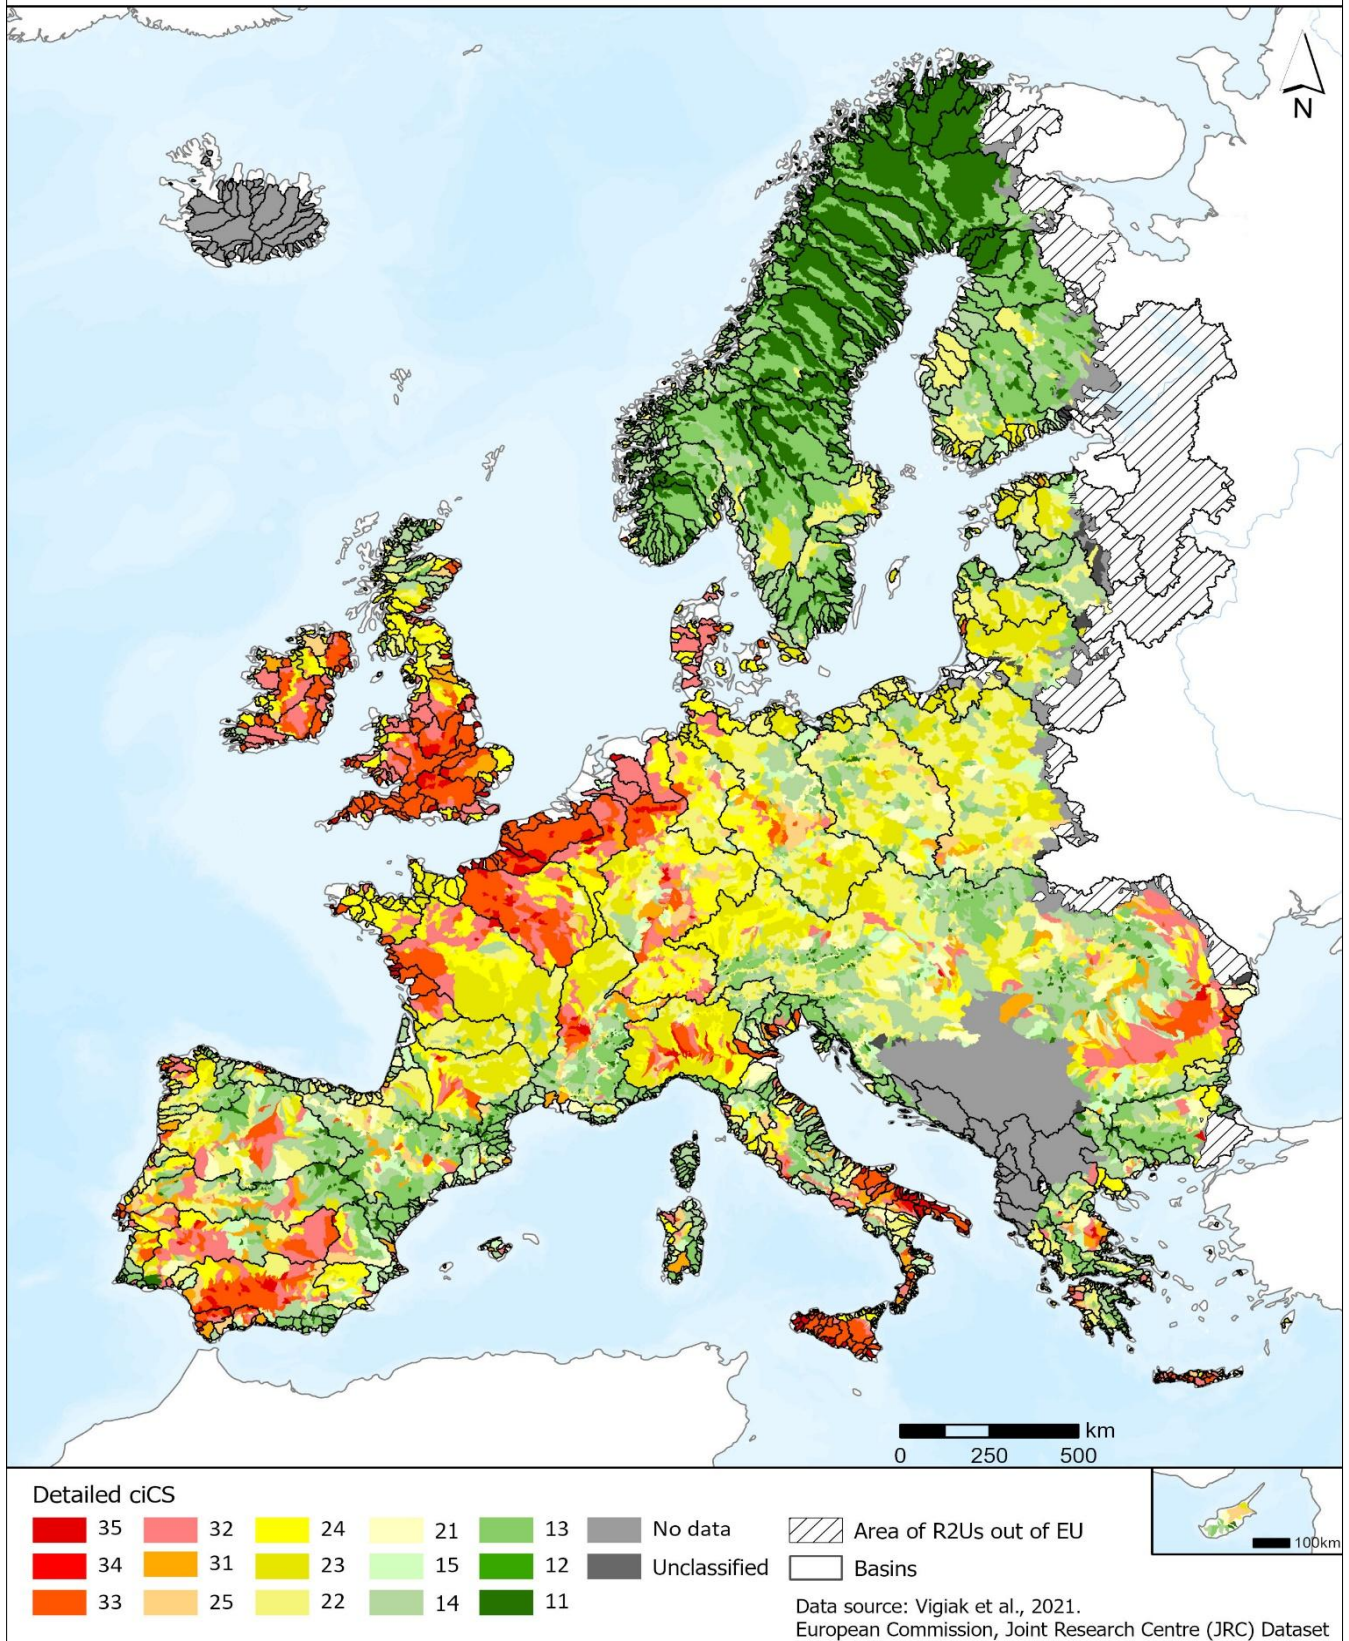 N
km
0 250 500
Detailed ciCS
35 32 24 21 13 No data Area of R2Us out of EU
34 31 23 15 12 Unclassified Basins
33 25 22 14 11
100km
Data source: Vigiak et al., 2021.
European Commission, Joint Research Centre (JRC) Dataset